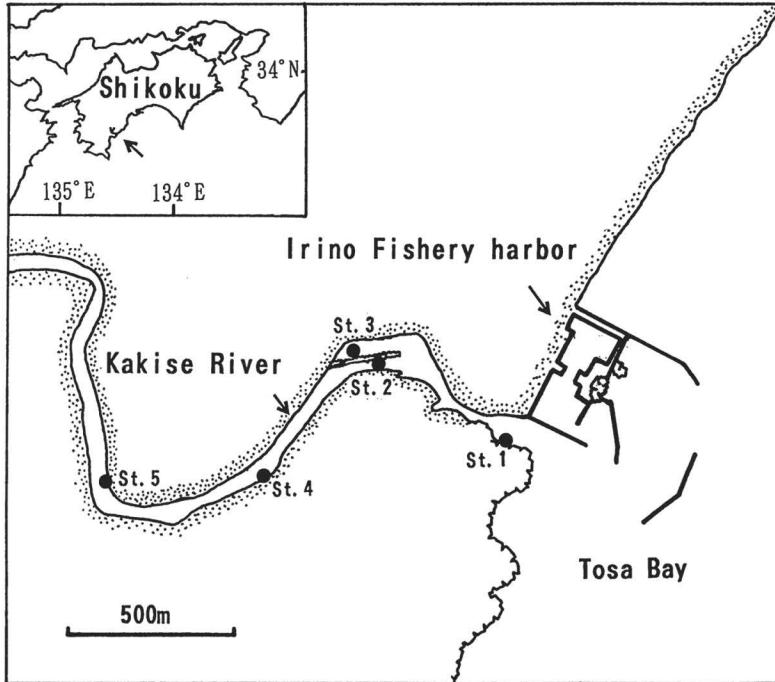 34°N
Shikoku
135°E 134°E
Irino Fishery harbor
St. 3
Kakise River
St. 2
St. 1
St. 5
St. 4
Tosa Bay
500m